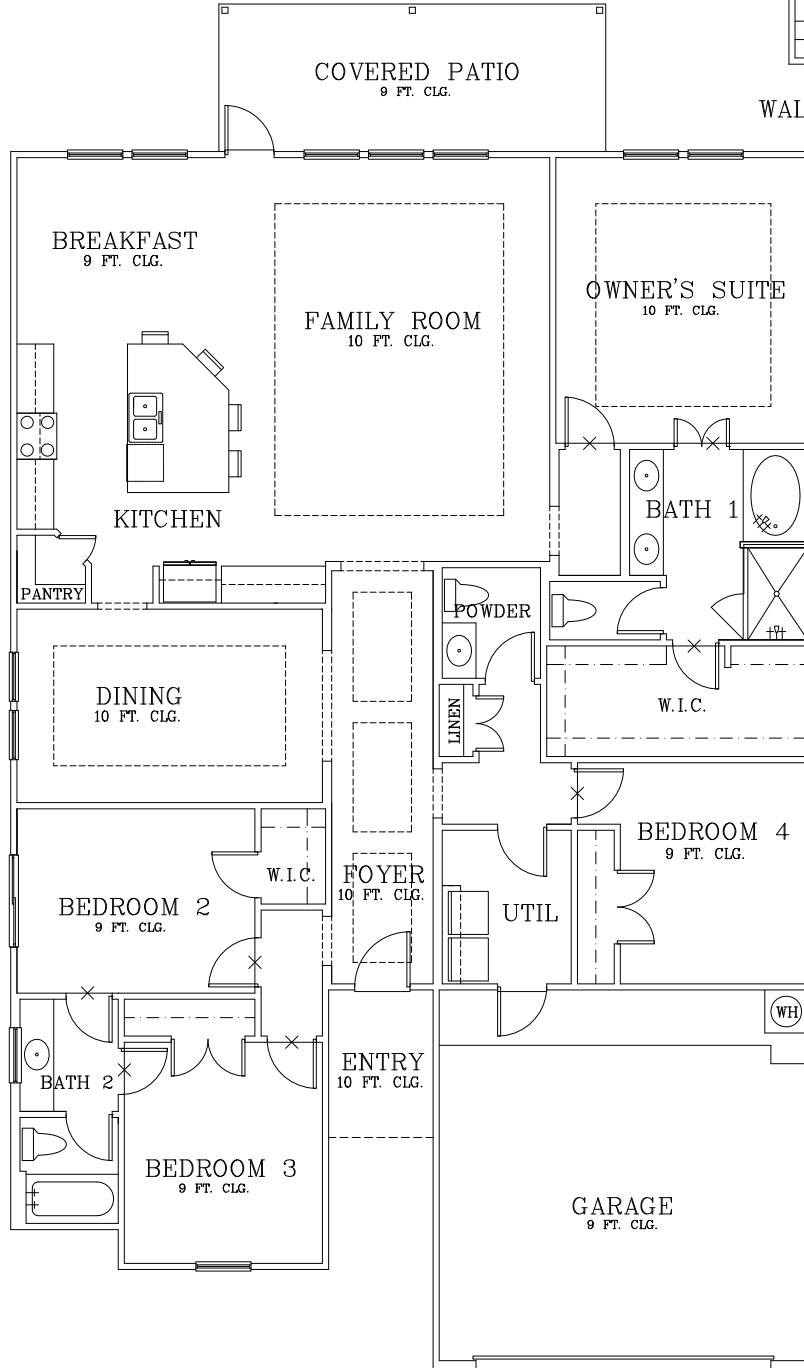 COVERED PATIO
9 FT. CLG.
WAL
BREAKFAST
9 FT. CLG.
FAMILY ROOM
10 FT. CLG.
OWNER'S SUITE
10 FT. CLG.
KITCHEN
BATH 1
PANTRY
POWDER
DINING
10 FT. CLG.
LINEN
W.I.C.
BEDROOM 4
9 FT. CLG.
W.I.C.
FOYER
10 FT. CLG.
BEDROOM 2
9 FT. CLG.
UTIL
WH
ENTRY
10 FT. CLG.
BATH 2
BEDROOM 3
9 FT. CLG.
GARAGE
9 FT. CLG.